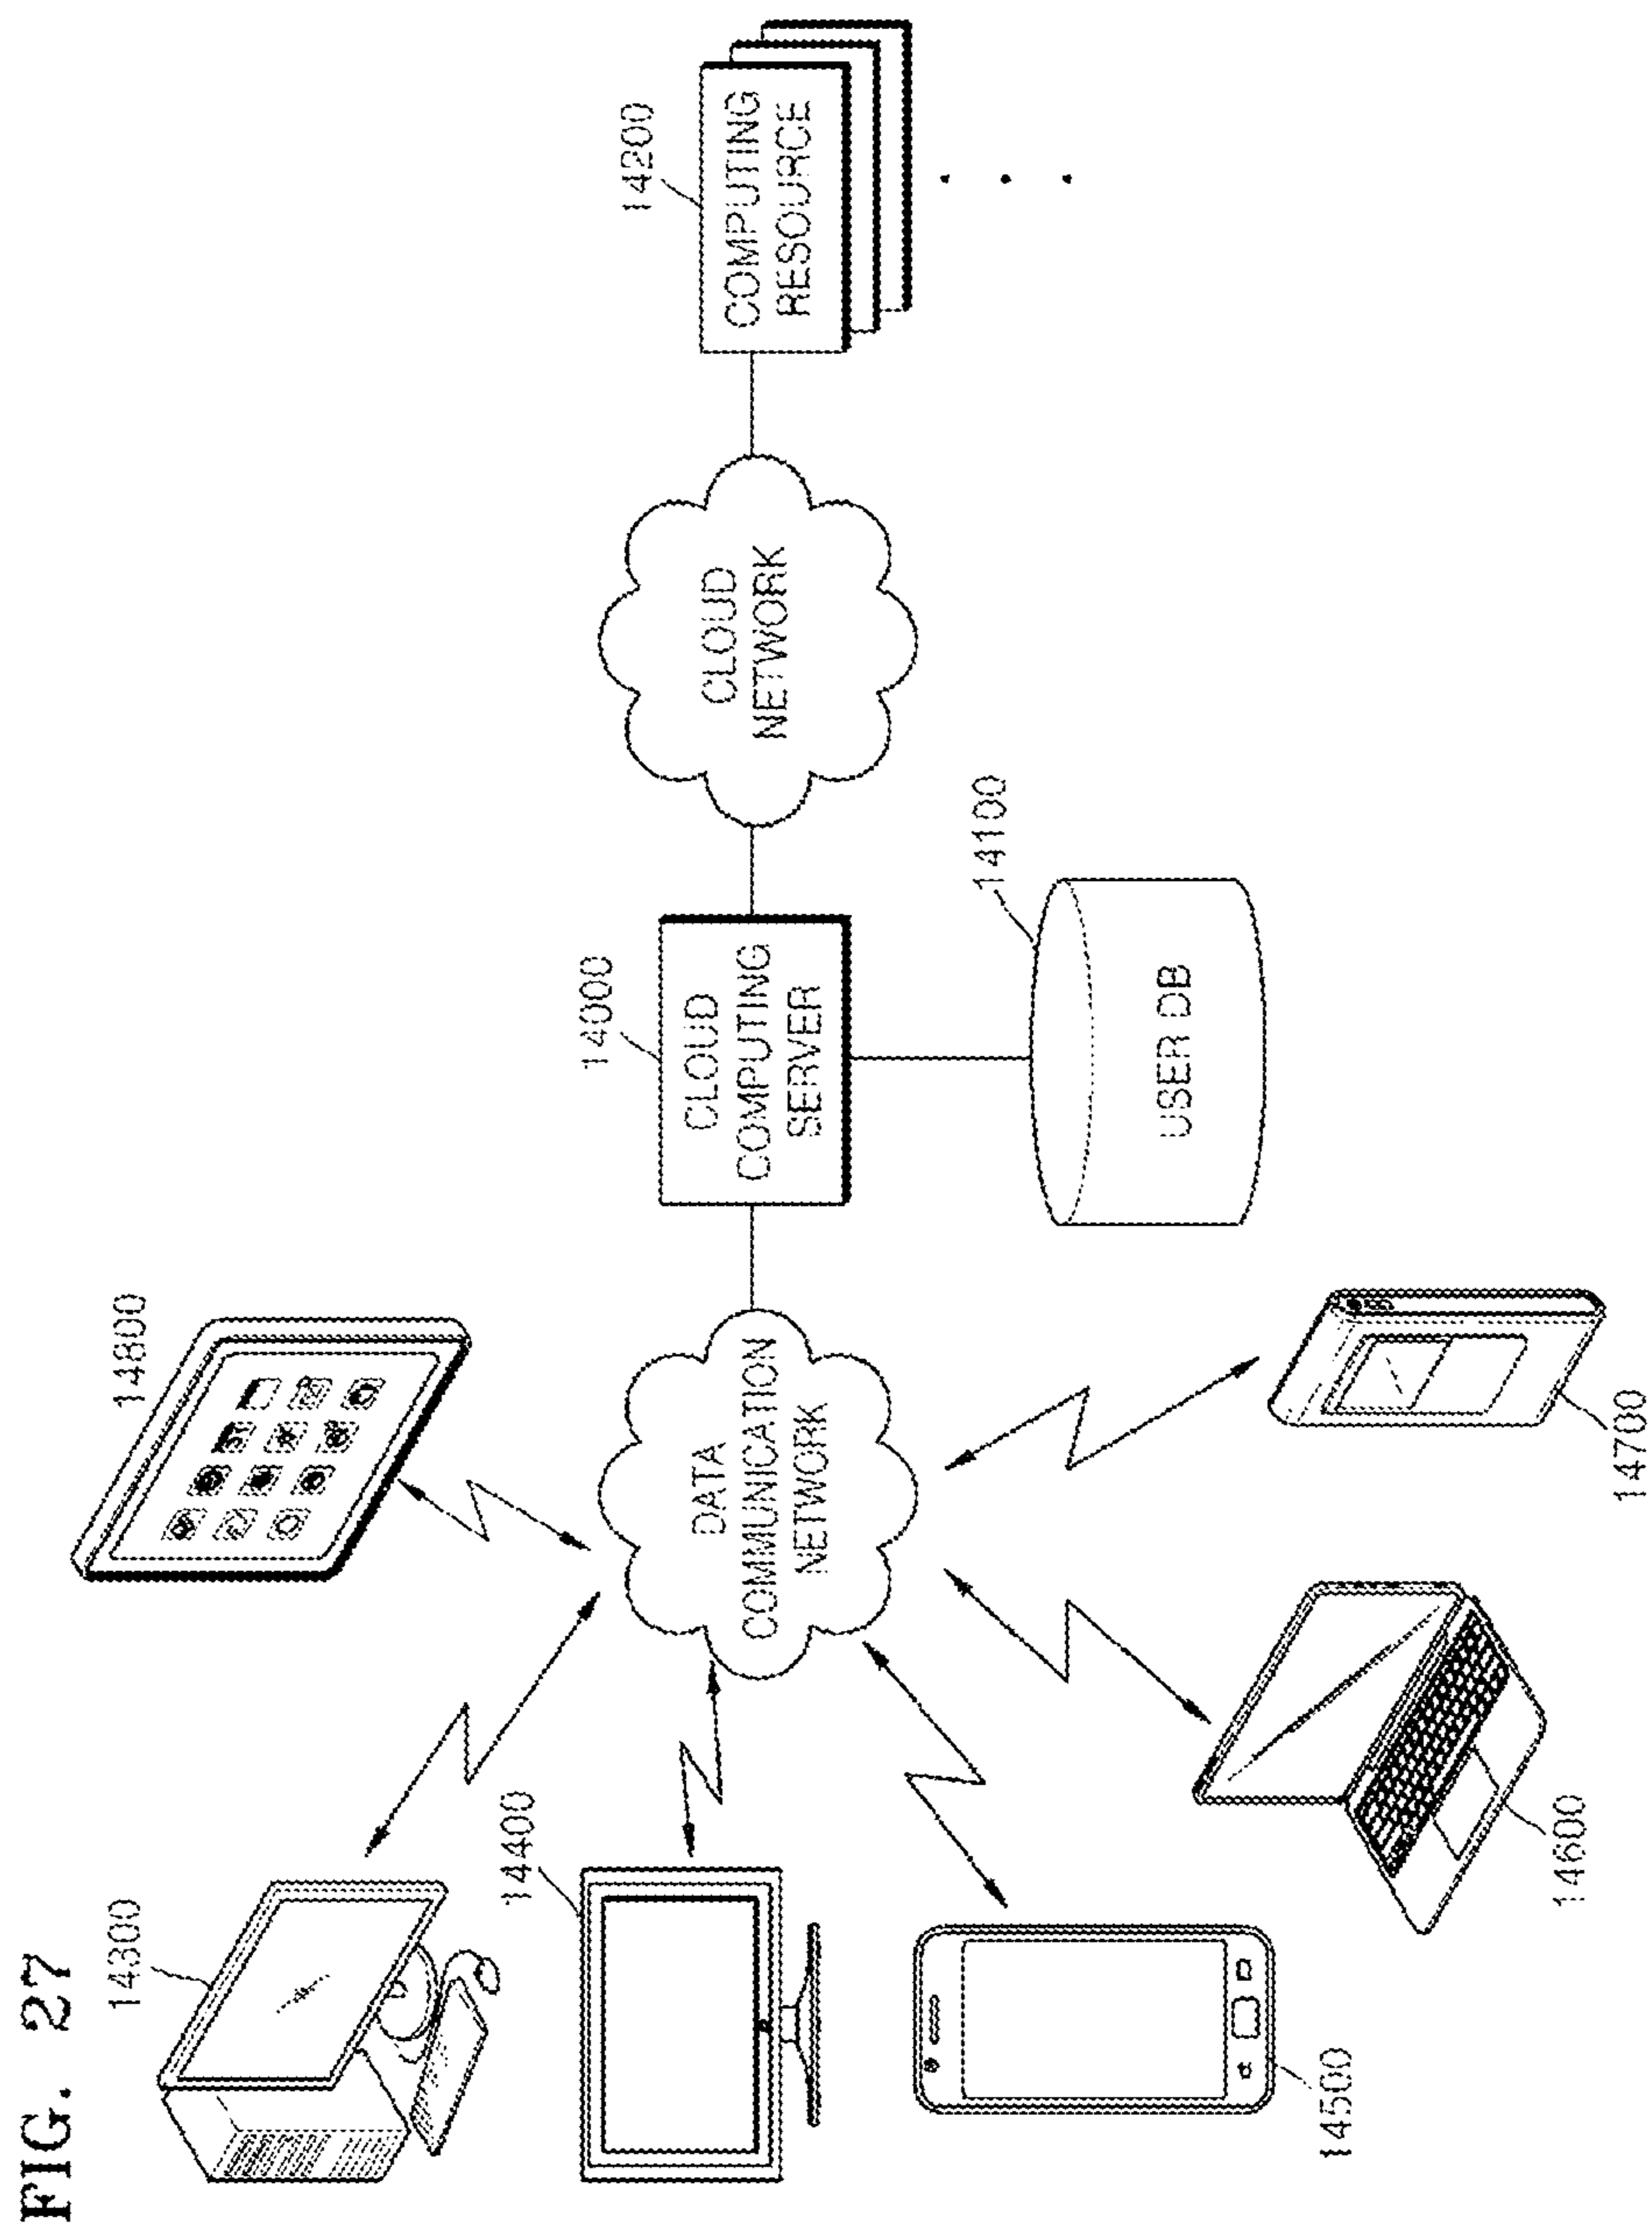 FIG. 27
14300
14800
14400
14000
CLOUD
COMPUTING
SERVER
14200
COMPUTING
RESOURCE
DATA
COMMUNICATION
NETWORK
CLOUD
NETWORK
14100
USER DB
14500
14600
14700